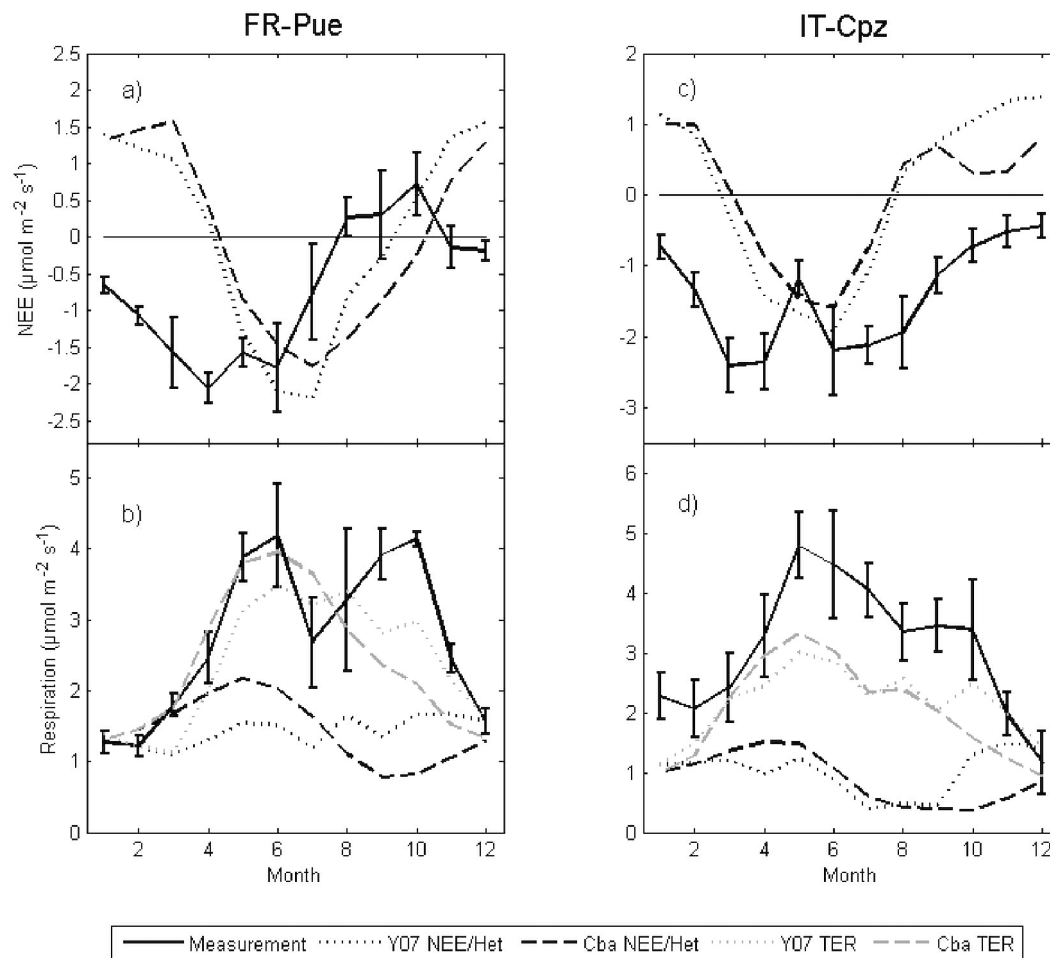 FR-Pue
IT-Cpz
NEE (µmol m⁻² s⁻¹)
2.5
2
1.5
1
0.5
0
-0.5
-1
-1.5
-2
-2.5
a)
2
1
0
-1
-2
-3
c)
Respiration (µmol m⁻² s⁻¹)
5
4
3
2
1
0
b)
2 4 6 8 10 12
Month
6
5
4
3
2
1
0
d)
2 4 6 8 10 12
Month
Measurement Y07 NEE/Het Cba NEE/Het Y07 TER Cba TER